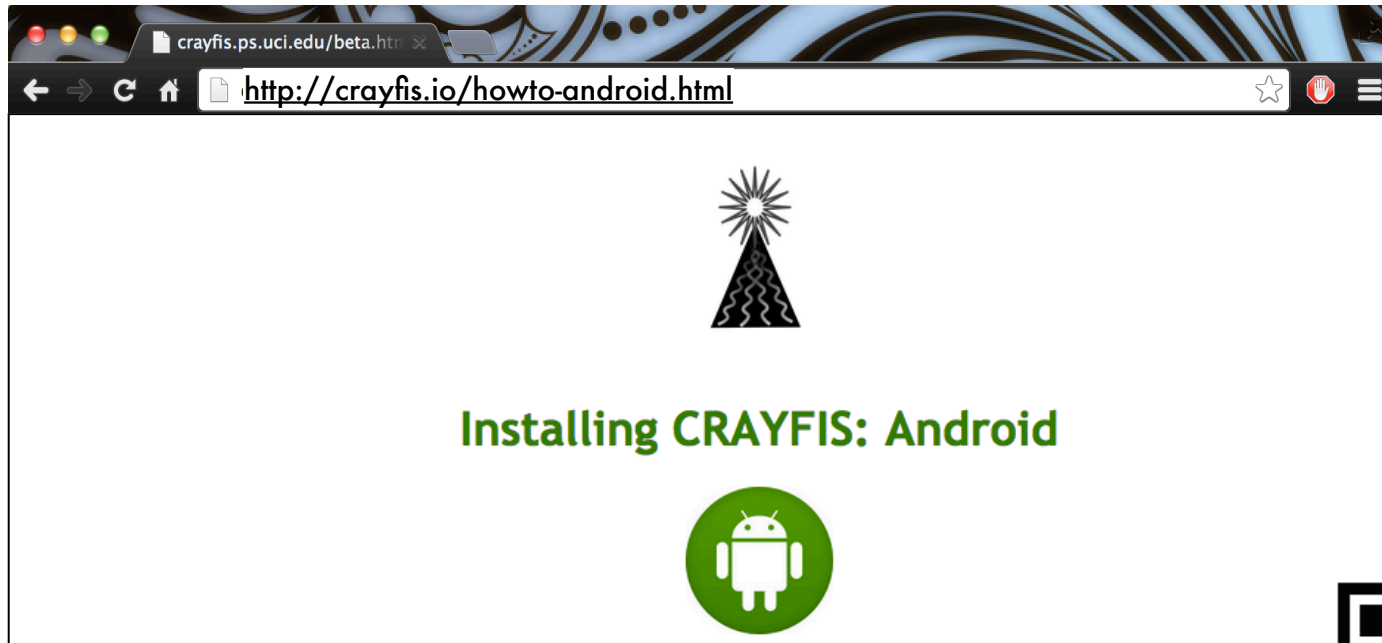 crayfis.ps.uci.edu/beta.htm
http://crayfis.io/howto-android.html
Installing CRAYFIS: Android